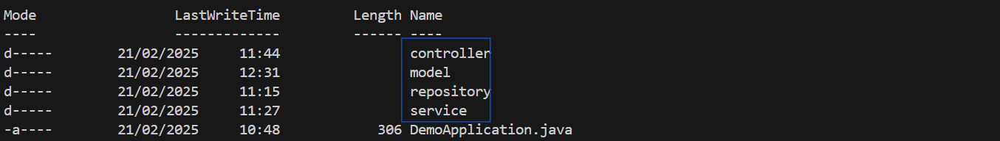 Mode LastWriteTime Length Name
---- ------------- ------ ----
d----- 21/02/2025 11:44 controller
d----- 21/02/2025 12:31 model
d----- 21/02/2025 11:15 repository
d----- 21/02/2025 11:27 service
-a---- 21/02/2025 10:48 306 DemoApplication.java